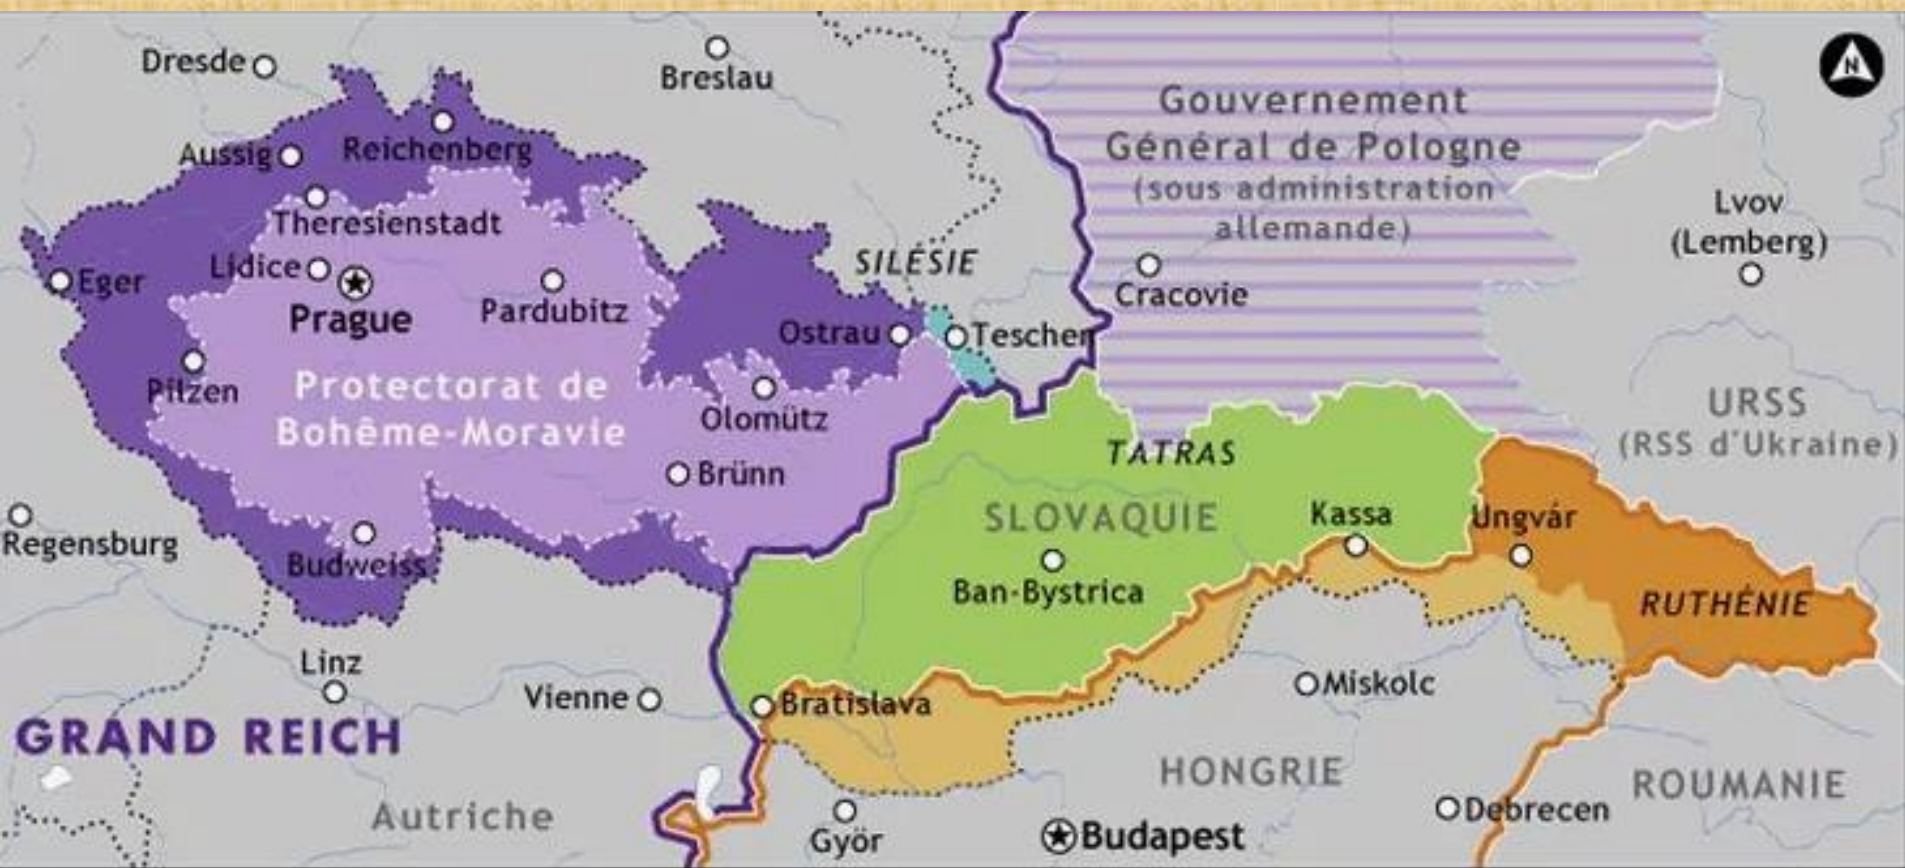 Dresde
Breslau
N
Gouvernement
Général de Pologne
(sous administration
allemande)
Aussig
Reichenberg
Theresienstadt
Lvov
(Lemberg)
SILÉSIE
Eger
Lidice
Prague
Pardubitz
Cracovie
Ostrau
Teschen
Pilzen
Protectorat de
Bohême-Moravie
Olomütz
URSS
(RSS d'Ukraine)
TATRAS
Brünn
SLOVAQUIE
Kassa
Ungvár
Regensburg
Budweiss
Ban-Bystrica
RUTHÉNIE
Linz
Vienne
Bratislava
Miskolc
GRAND REICH
HONGRIE
ROUMANIE
Autriche
Györ
Budapest
Debrecen